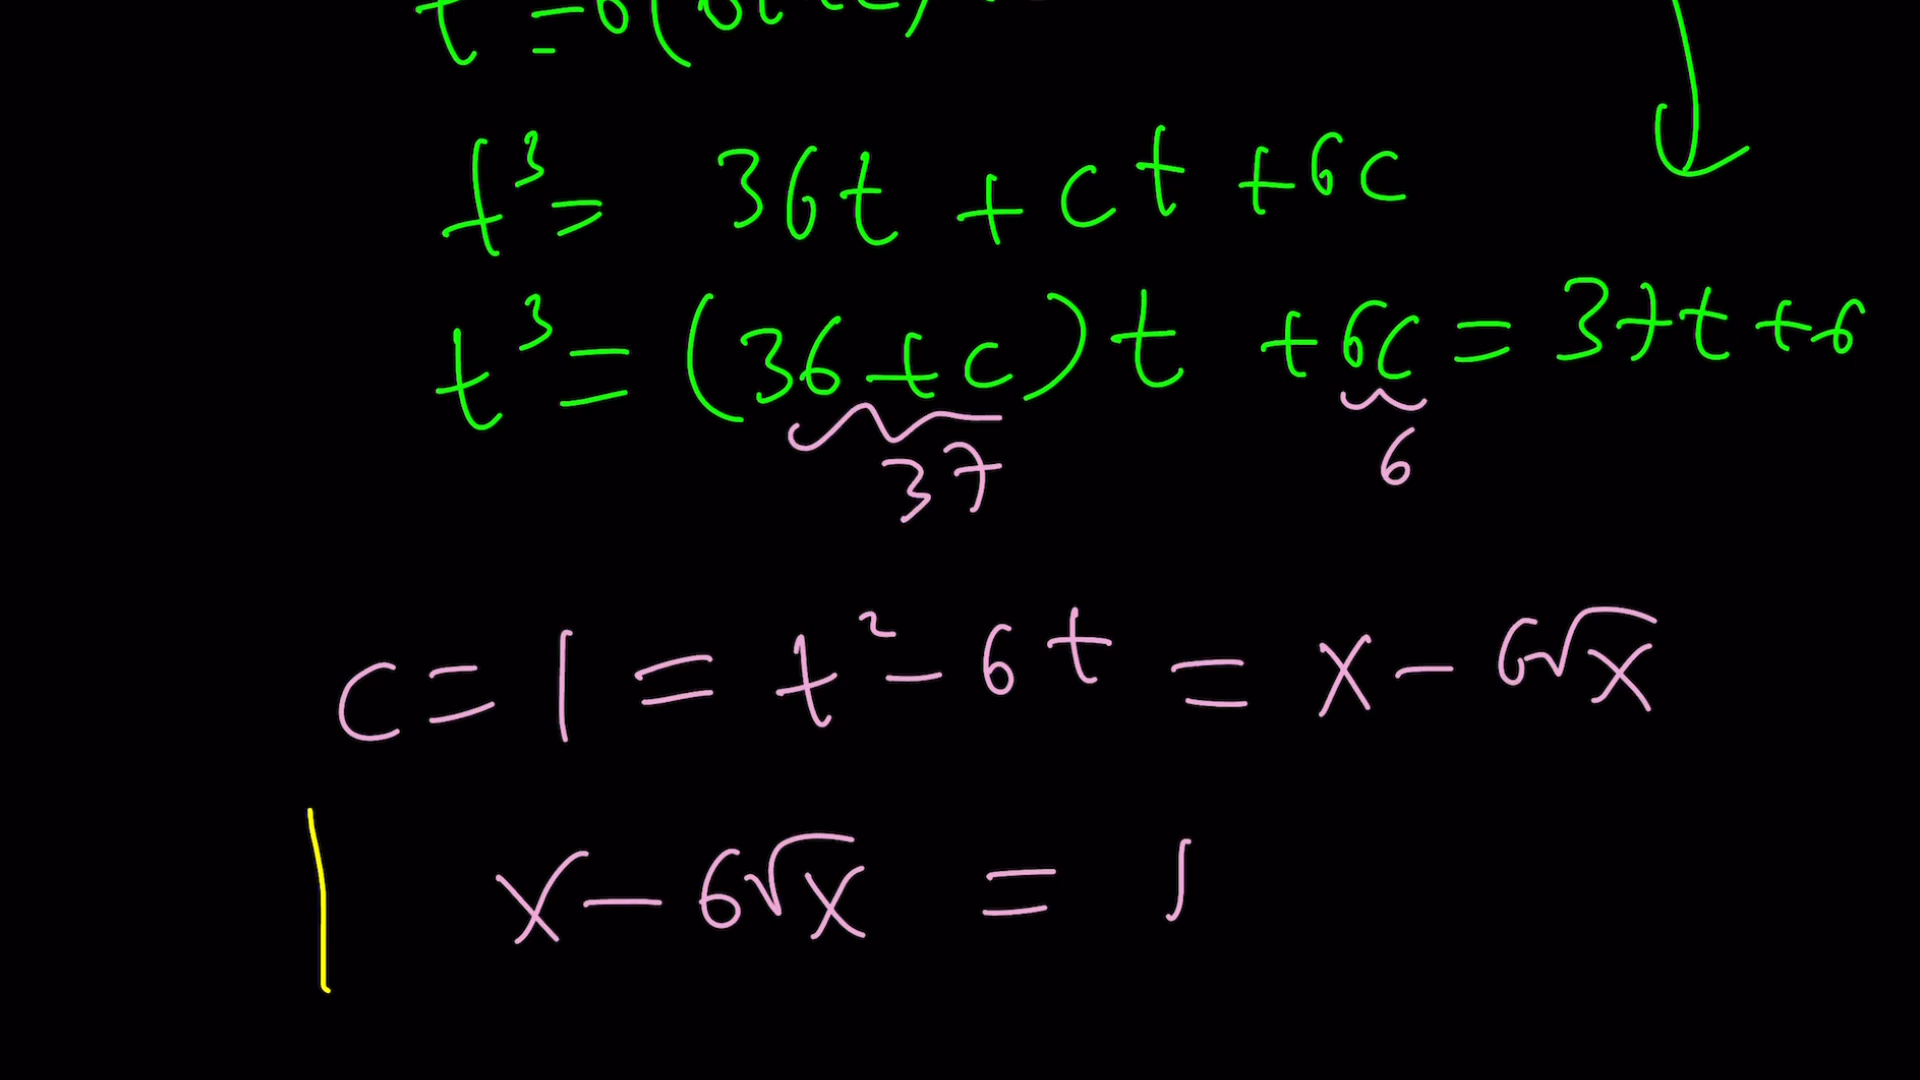 t³ = 36t + ct + 6c
t³ = (36 + c)t + 6c = 37t + 6
37 6
c = 1 = t² - 6t = x - 6√x
x - 6√x = 1